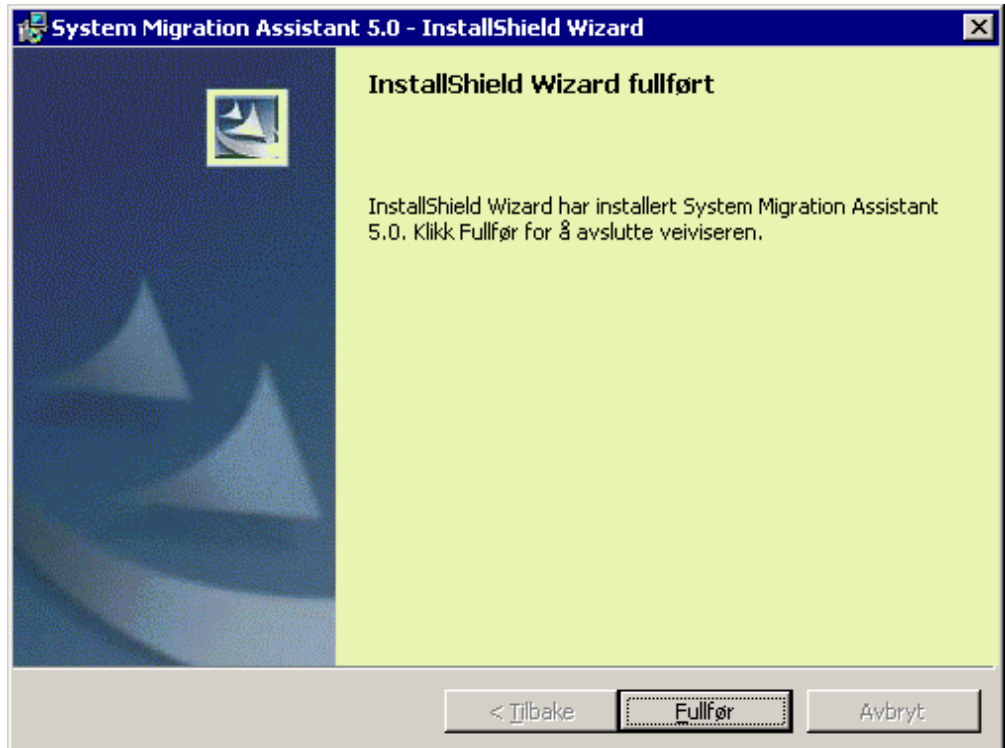 System Migration Assistant 5.0 - InstallShield Wizard
InstallShield Wizard fullført
InstallShield Wizard har installert System Migration Assistant
5.0. Klikk Fullfør for å avslutte veiviseren.
< Tilbake
Fullfør
Avbryt